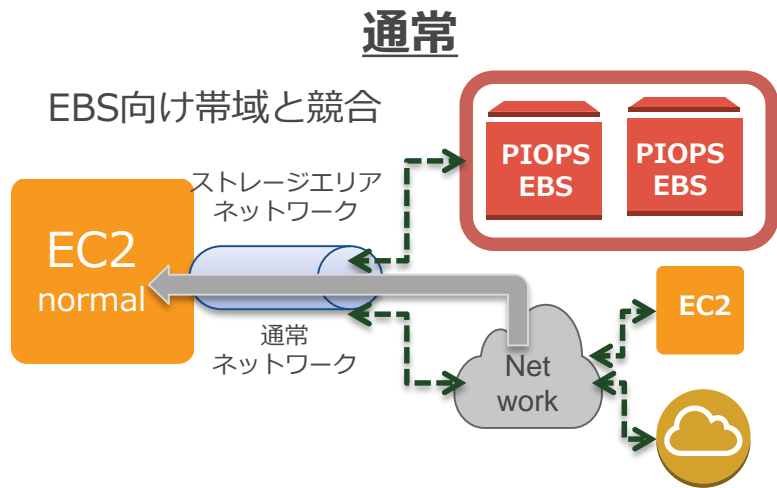 通常
EBS向け帯域と競合
ストレージエリア
ネットワーク
PIOPS
EBS
PIOPS
EBS
EC2
normal
通常
ネットワーク
Net
work
EC2